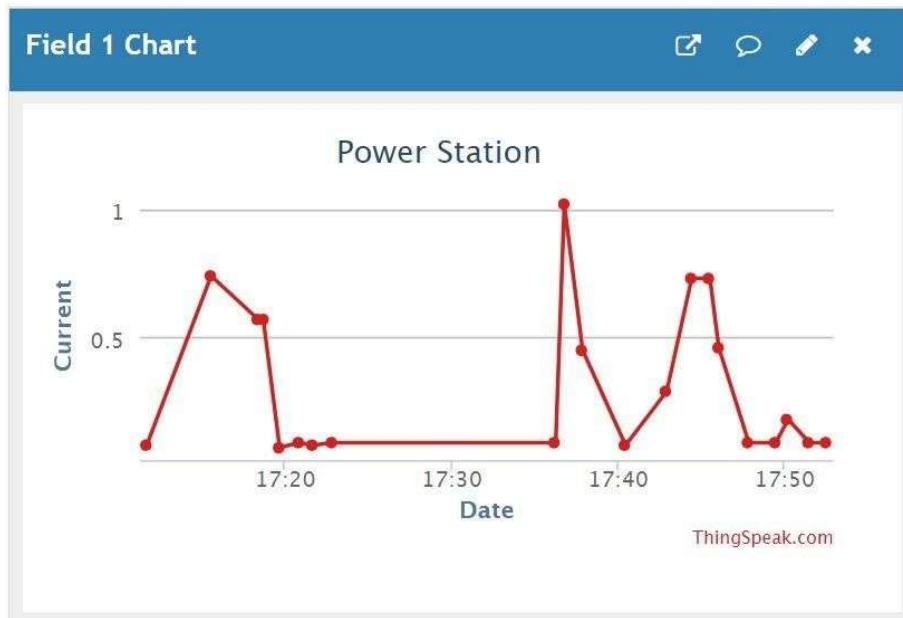 Field 1 Chart
Power Station
1
0.5
Current
17:20 17:30 17:40 17:50
Date
ThingSpeak.com